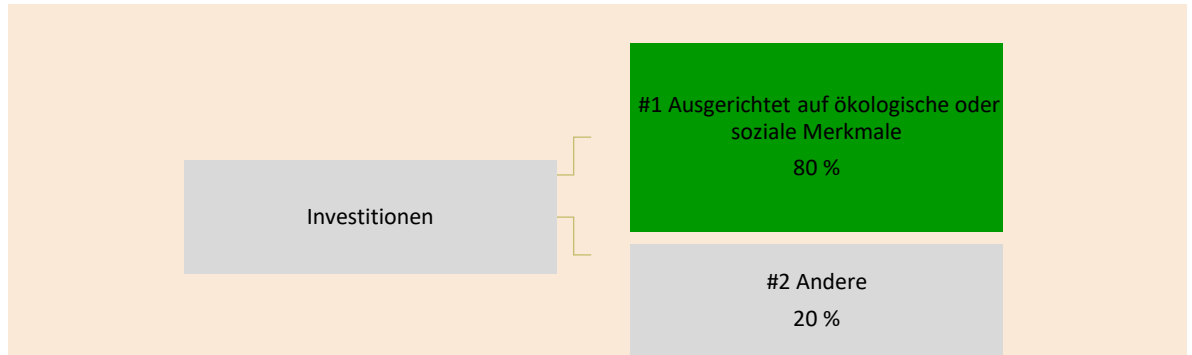 #1 Ausgerichtet auf ökologische oder
soziale Merkmale
80 %
Investitionen
#2 Andere
20 %